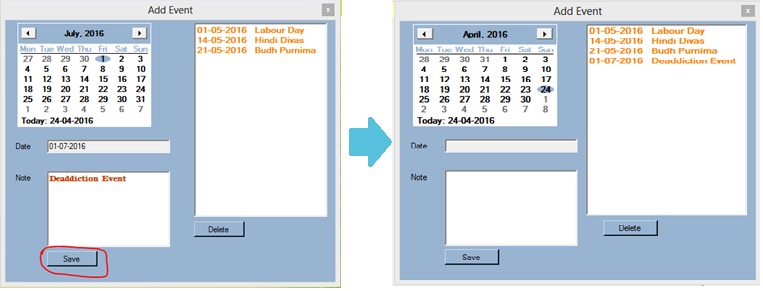 Add Event
x
July, 2016
Mon Tue Wed Thu Fri Sat Sun
27 28 29 30 1 2 3
4 5 6 7 8 9 10
11 12 13 14 15 16 17
18 19 20 21 22 23 24
25 26 27 28 29 30 31
1 2 3 4 5 6 7
Today: 24-04-2016
Date
01-07-2016
Note
Deaddiction Event
Save
01-05-2016 Labour Day
14-05-2016 Hindi Divas
21-05-2016 Budh Purnima
Delete
Add Event
x
April, 2016
Mon Tue Wed Thu Fri Sat Sun
28 29 30 31 1 2 3
4 5 6 7 8 9 10
11 12 13 14 15 16 17
18 19 20 21 22 23 24
25 26 27 28 29 30 1
2 3 4 5 6 7 8
Today: 24-04-2016
Date
Note
Save
01-05-2016 Labour Day
14-05-2016 Hindi Divas
21-05-2016 Budh Purnima
01-07-2016 Deaddiction Event
Delete